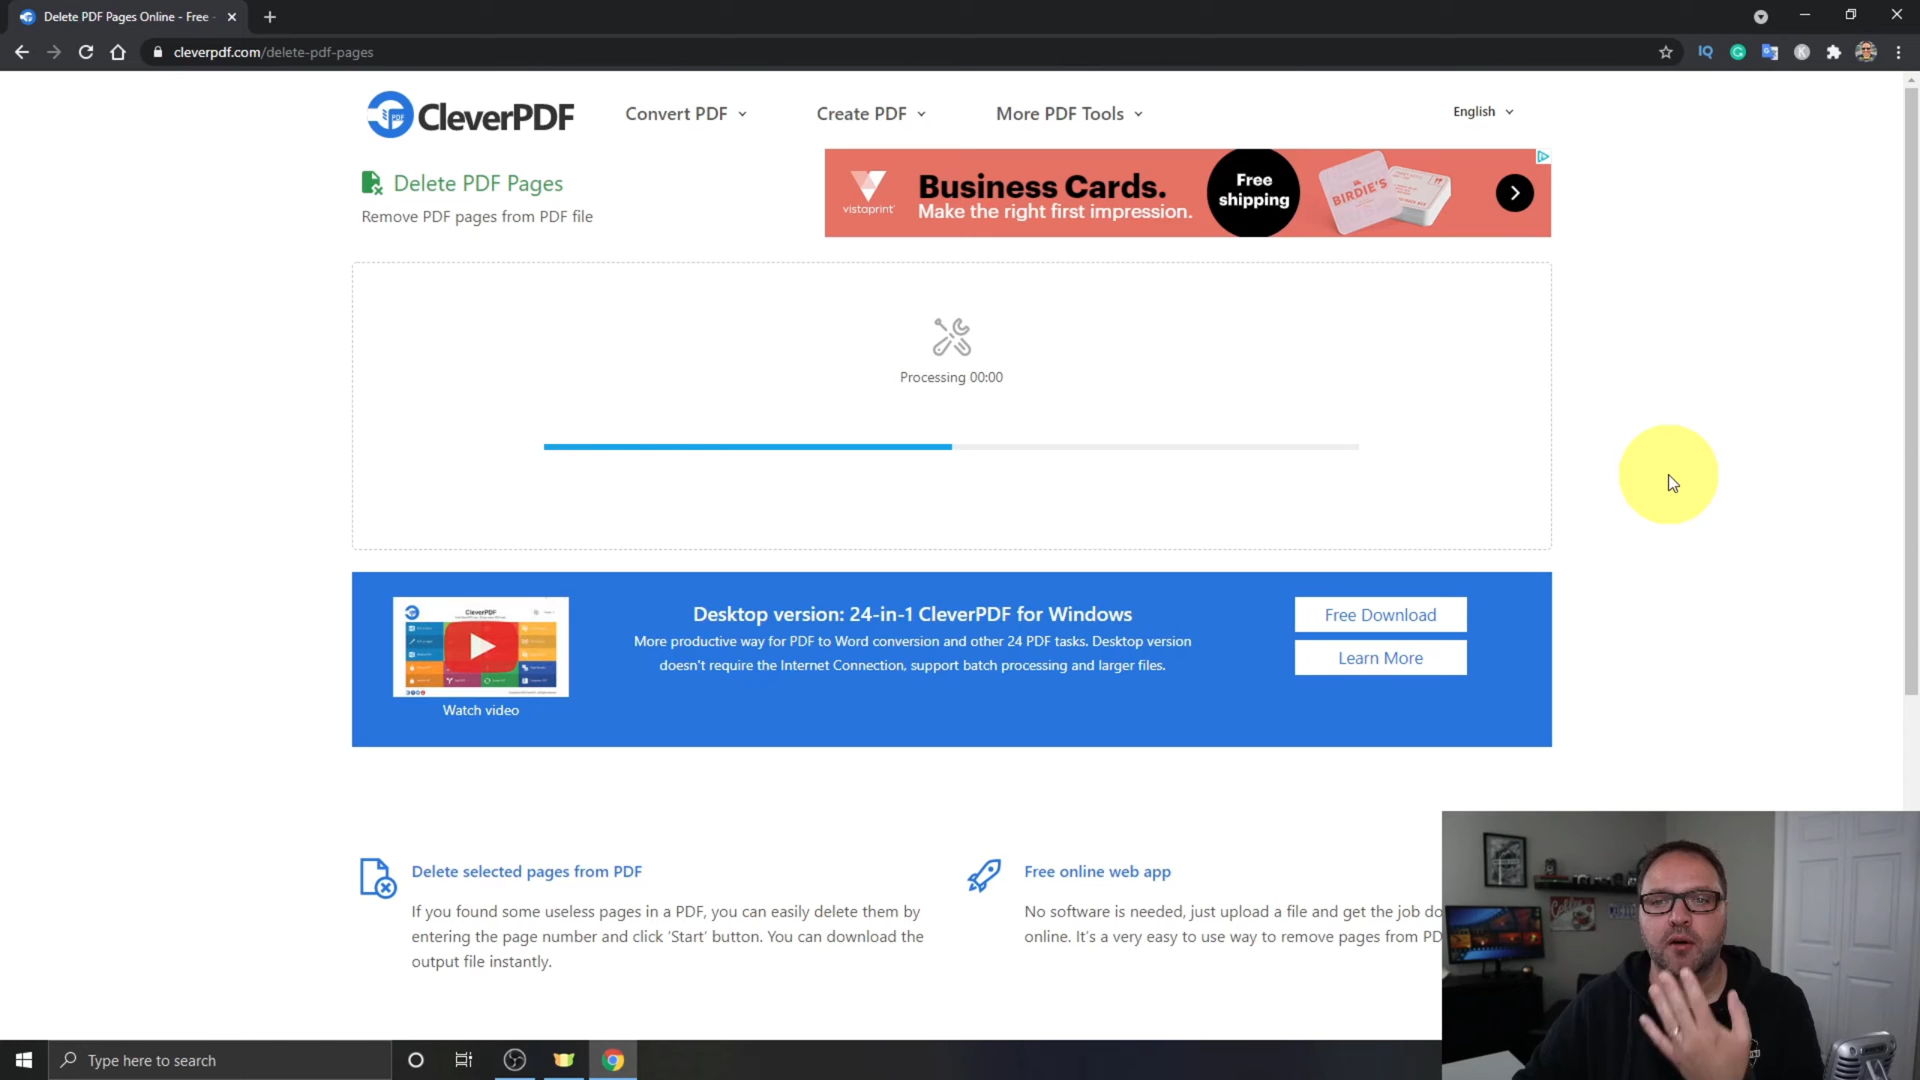 Delete PDF Pages Online - Free -
cleverpdf.com/delete-pdf-pages
IQ
CleverPDF
Convert PDF
Create PDF
More PDF Tools
English
Delete PDF Pages
Remove PDF pages from PDF file
vistaprint
Business Cards.
Make the right first impression.
Free
shipping
BIRDIE'S
Processing 00:00
CleverPDF
Watch video
Desktop version: 24-in-1 CleverPDF for Windows
More productive way for PDF to Word conversion and other 24 PDF tasks. Desktop version
doesn't require the Internet Connection, support batch processing and larger files.
Free Download
Learn More
Delete selected pages from PDF
If you found some useless pages in a PDF, you can easily delete them by
entering the page number and click 'Start' button. You can download the
output file instantly.
Free online web app
No software is needed, just upload a file and get the job do
online. It's a very easy to use way to remove pages from PD
Type here to search